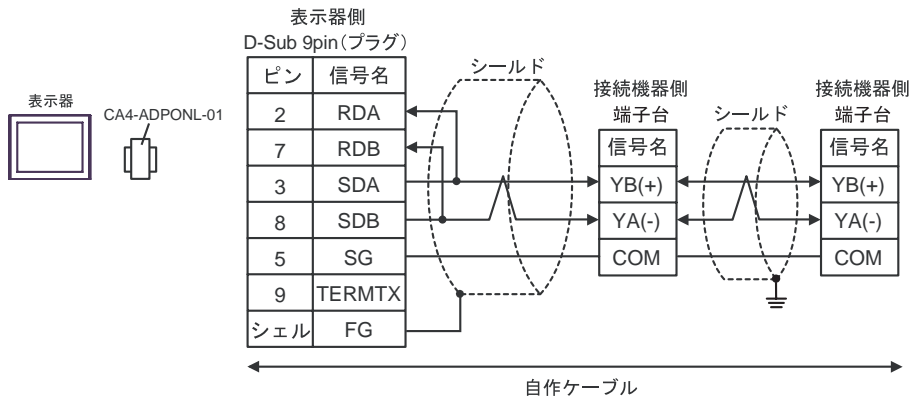 表示器側
D-Sub 9pin（プラグ）
表示器
CA4-ADPONL-01
ピン 信号名
2 RDA
7 RDB
3 SDA
8 SDB
5 SG
9 TERMTX
シェル FG
シールド
接続機器側
端子台
信号名
YB(+)
YA(-)
COM
シールド
接続機器側
端子台
信号名
YB(+)
YA(-)
COM
自作ケーブル